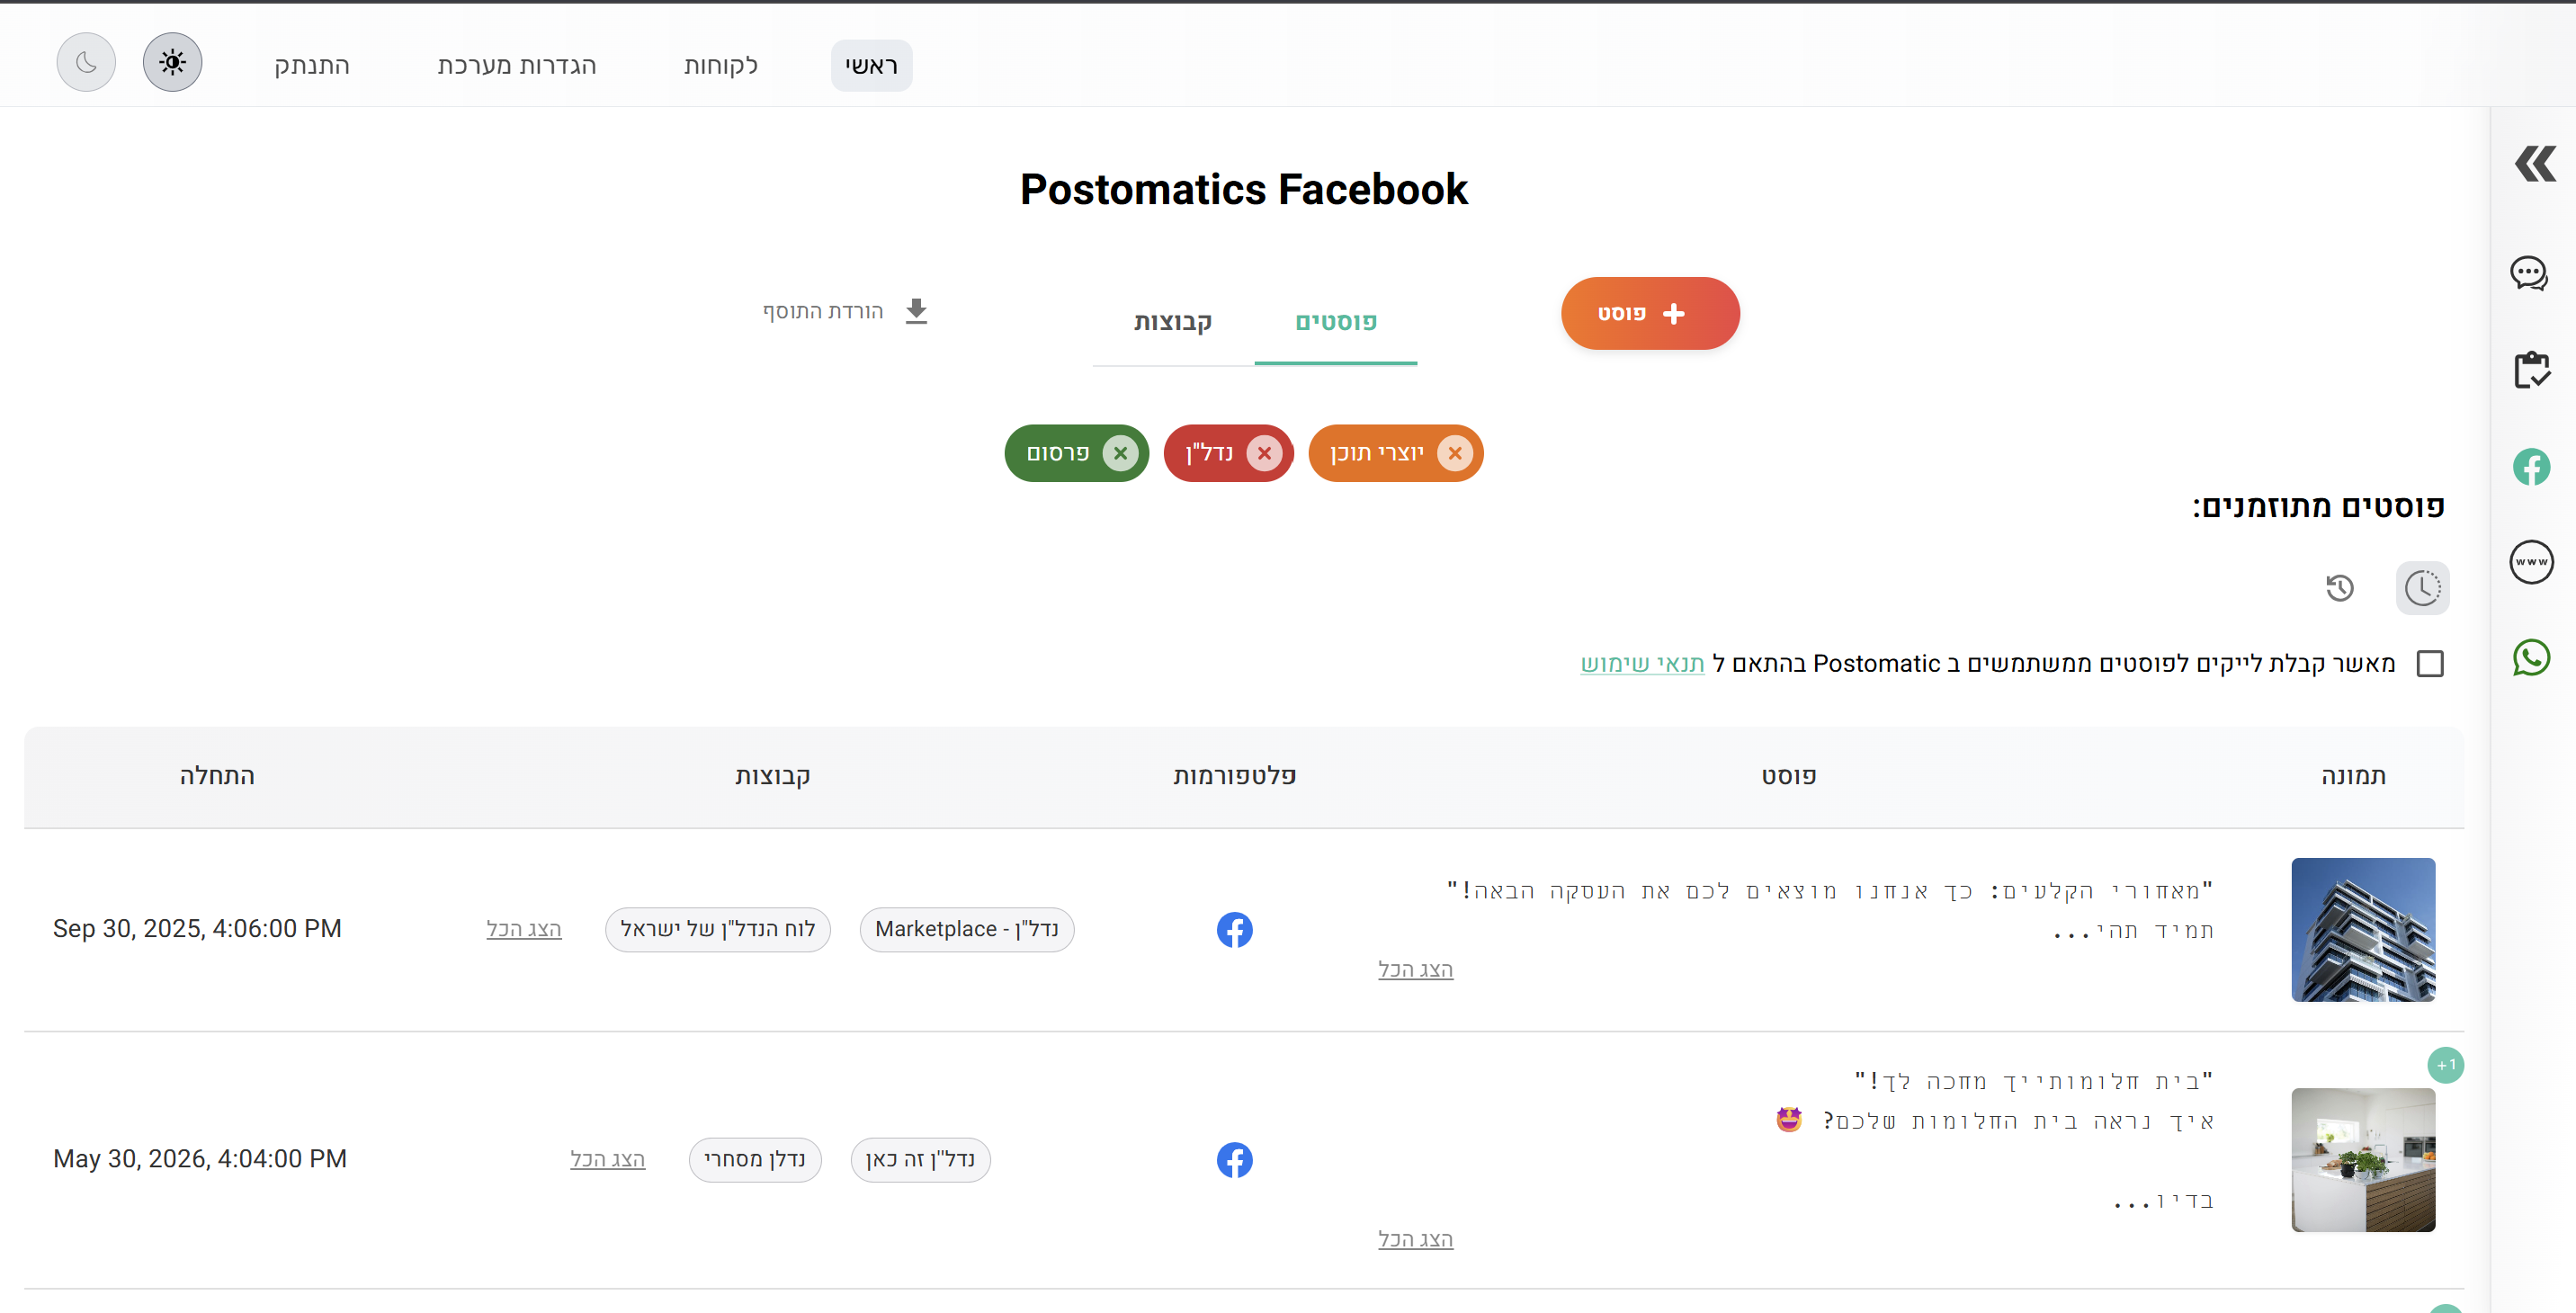 ראשי
לקוחות
הגדרות מערכת
התנתק
Postomatics Facebook
פוסט
פוסטים
קבוצות
הורדת התוסף
יוצרי תוכן
נדל"ן
פרסום
פוסטים מתוזמנים:
מאשר קבלת לייקים לפוסטים ממשתמשים ב Postomatic בהתאם ל תנאי שימוש
תמונה
פוסט
פלטפורמות
קבוצות
התחלה
"מאחורי הקלעים: כך אנחנו מוצאים לכם את העסקה הבאה!"
תמיד תהי...
הצג הכל
נדל"ן - Marketplace
לוח הנדל"ן של ישראל
הצג הכל
Sep 30, 2025, 4:06:00 PM
+1
"בית חלומותייך מחכה לך!"
איך נראה בית החלומות שלכם? 🤩
בדיו...
הצג הכל
נדל"ן זה כאן
נדלן מסחרי
הצג הכל
May 30, 2026, 4:04:00 PM
www